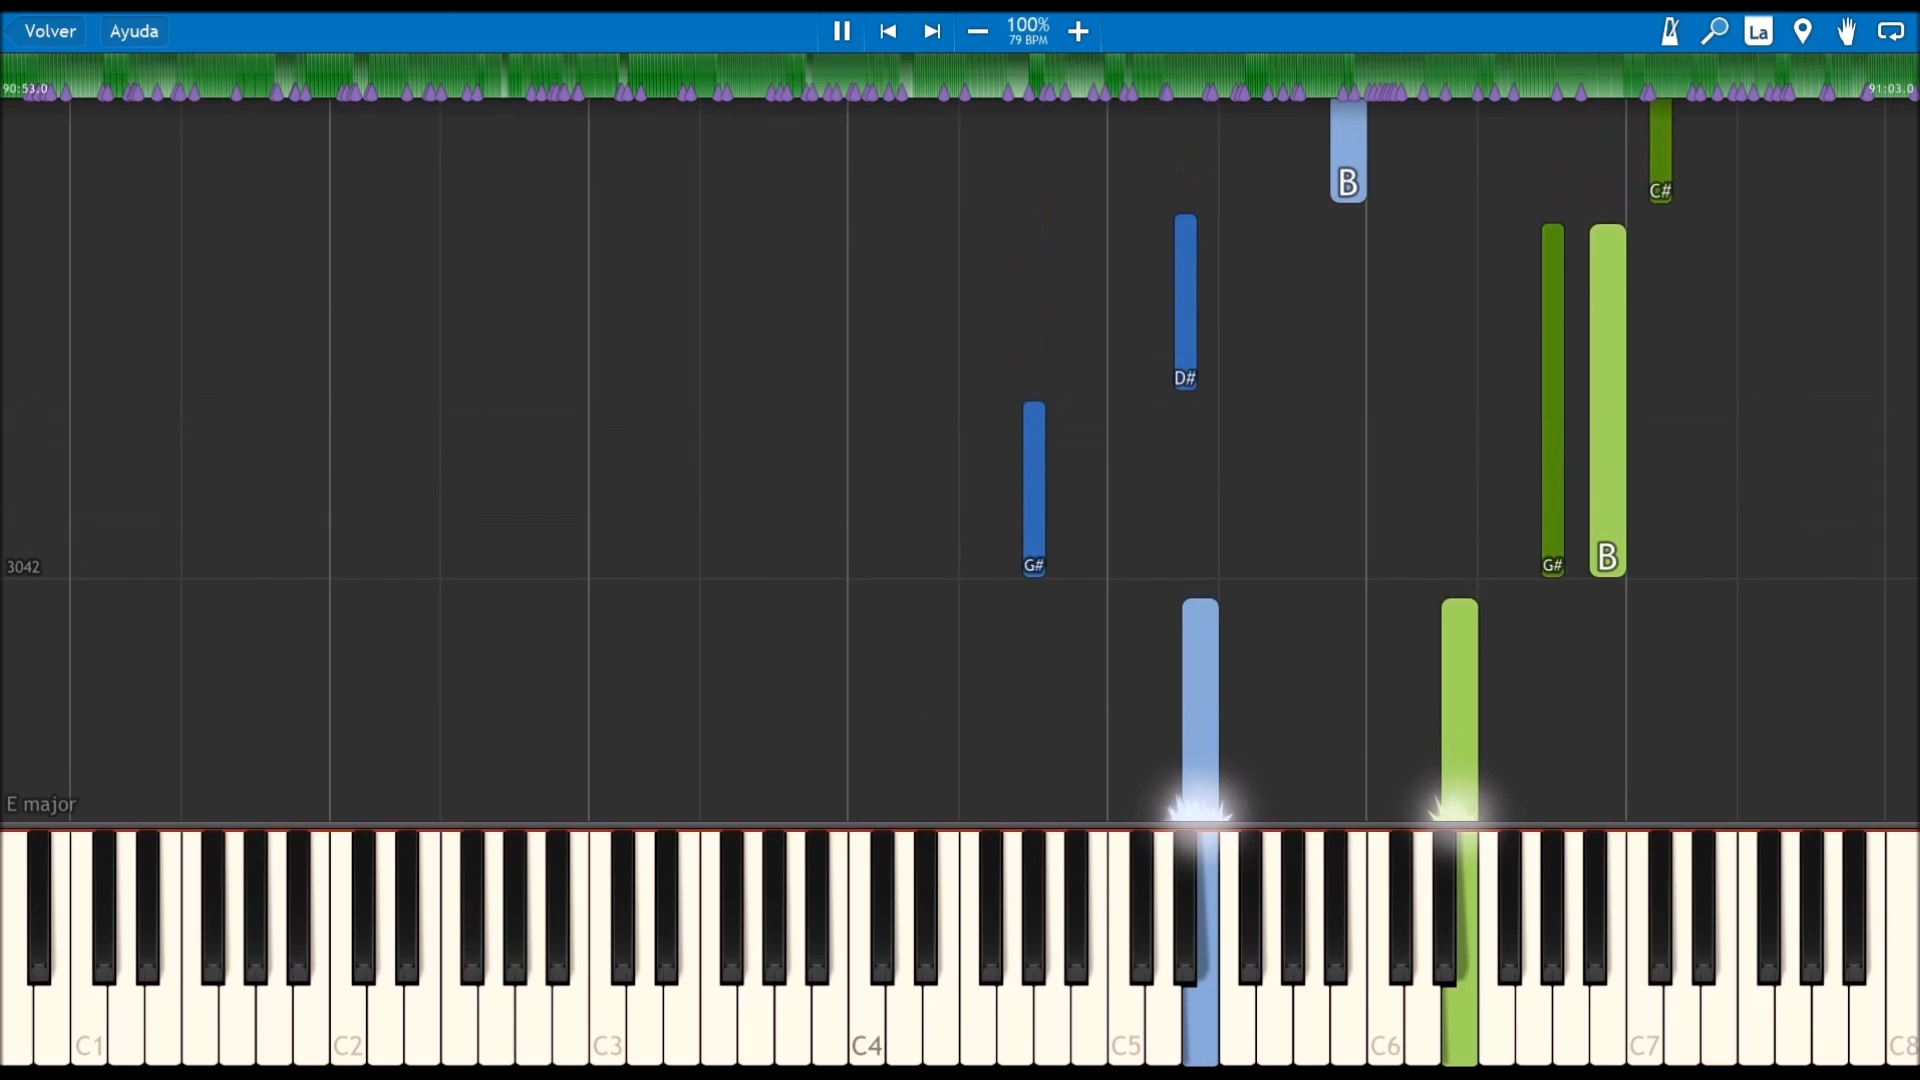 Volver Ayuda 100% La
79 BPM
90:53.0 91:03.0
B C#
D#
G# G# B
3042
E major
C1 C2 C3 C4 C5 C6 C7 C8